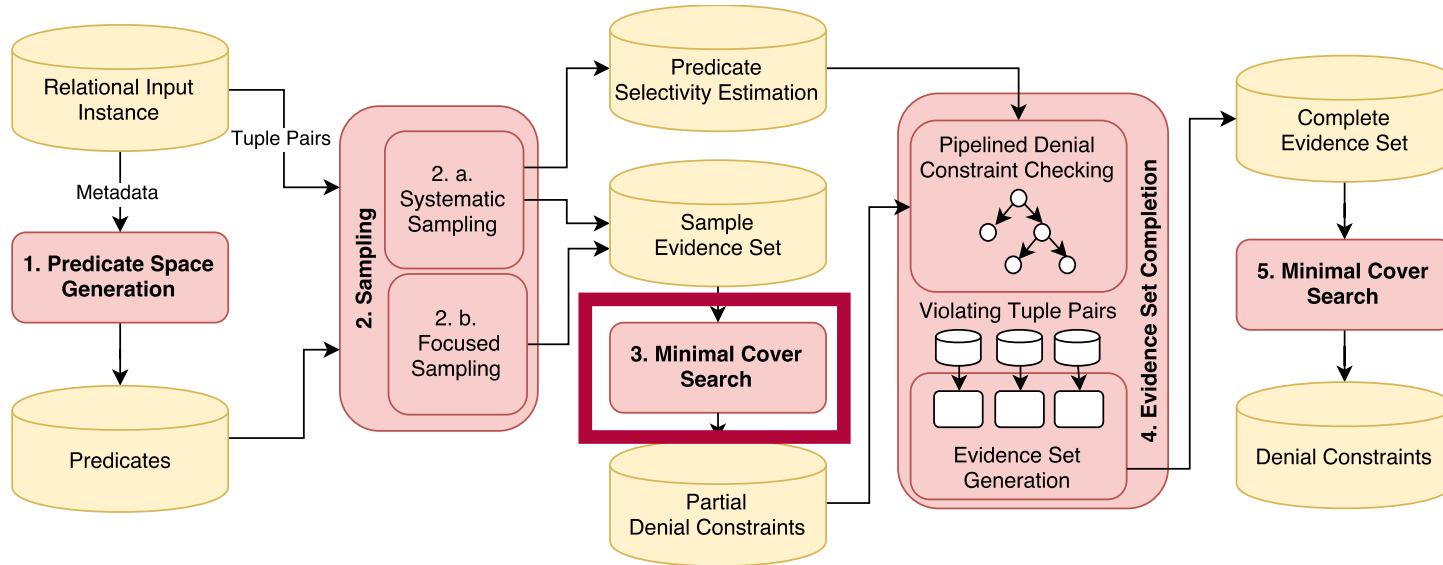 Relational Input
Instance
Tuple Pairs
Metadata
1. Predicate Space
Generation
Predicates
2. Sampling
2. a.
Systematic
Sampling
2. b.
Focused
Sampling
Predicate
Selectivity Estimation
Sample
Evidence Set
3. Minimal Cover
Search
Partial
Denial Constraints
4. Evidence Set Completion
Pipelined Denial
Constraint Checking
Violating Tuple Pairs
Evidence Set
Generation
Complete
Evidence Set
5. Minimal Cover
Search
Denial Constraints